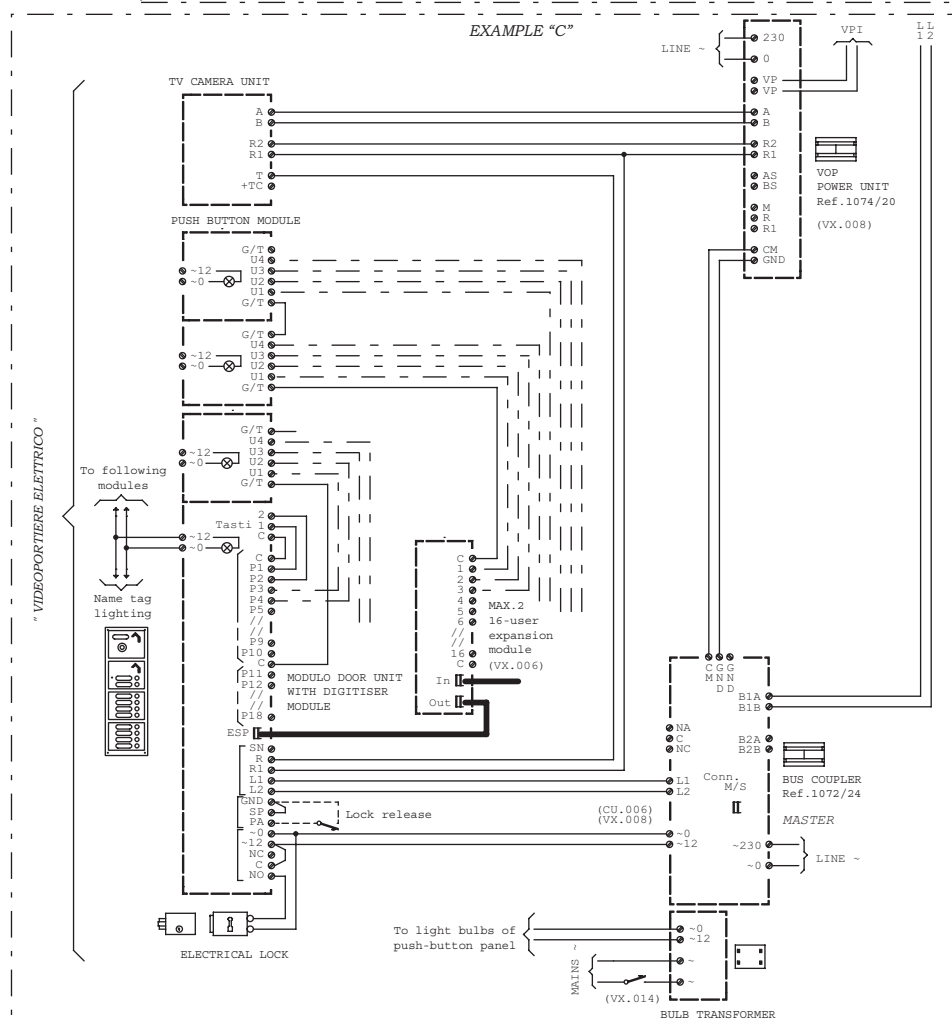 EXAMPLE “C”
VPI
L L
1 2
LINE ~
230
0
VP
VP
A
B
R2
R1
AS
BS
M
R
R1
CM
GND
VOP
POWER UNIT
Ref.1074/20
(VX.008)
TV CAMERA UNIT
A
B
R2
R1
T
+TC
PUSH BUTTON MODULE
G/T
U4
U3
U2
U1
G/T
~12
~0
G/T
U4
U3
U2
U1
G/T
~12
~0
G/T
U4
U3
U2
U1
G/T
~12
~0
" VIDEOPORTIERE ELETTRICO "
To following
modules
Name tag
lighting
2
Tasti 1
C
~12
~0
C
P1
P2
P3
P4
P5
//
//
P9
P10
C
P11
P12
//
//
P18
ESP
SN
R
R1
L1
L2
GND
SP
PA
~0
~12
NC
C
NO
MODULO DOOR UNIT
WITH DIGITISER
MODULE
Lock release
ELECTRICAL LOCK
C
1
2
3
4
5
6
//
//
16
C
In
Out
MAX.2
16-user
expansion
module
(VX.006)
C
M
G
N
D
G
N
D
B1A
B1B
NA
C
NC
B2A
B2B
L1
L2
Conn.
M/S
BUS COUPLER
Ref.1072/24
MASTER
(CU.006)
(VX.008)
~0
~12
~230
~0
LINE ~
To light bulbs of
push-button panel
~0
~12
MAINS ~
~
~
(VX.014)
BULB TRANSFORMER